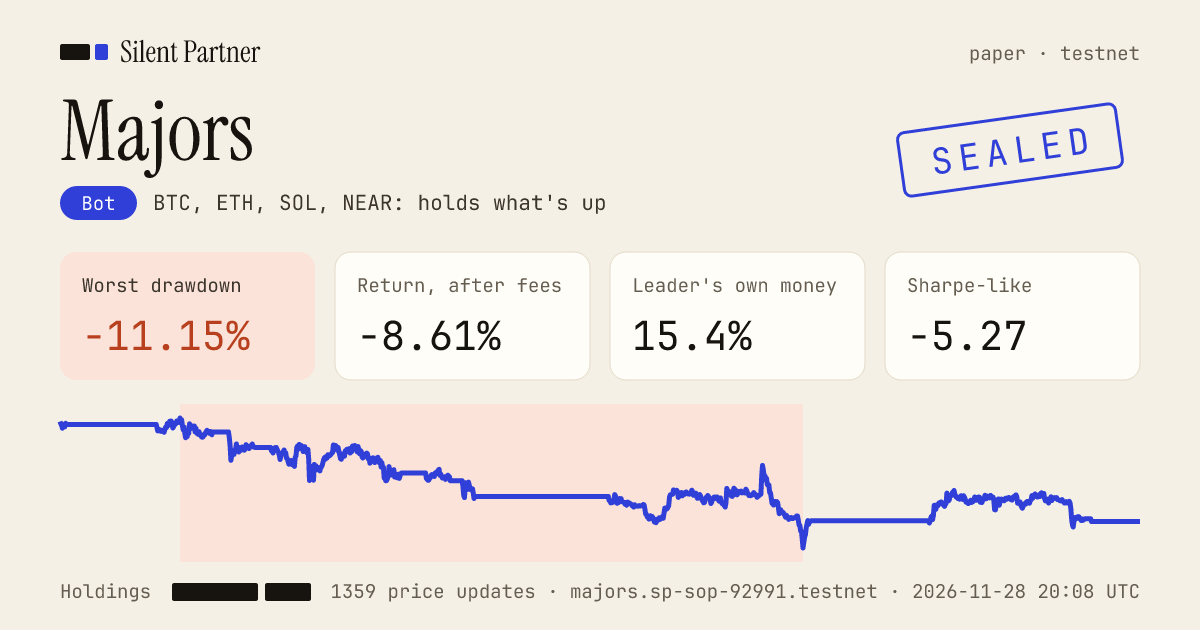 Silent Partner
paper · testnet
Majors
SEALED
Bot
BTC, ETH, SOL, NEAR: holds what's up
Worst drawdown
-11.15%
Return, after fees
-8.61%
Leader's own money
15.4%
Sharpe-like
-5.27
Holdings
1359 price updates · majors.sp-sop-92991.testnet · 2026-11-28 20:08 UTC